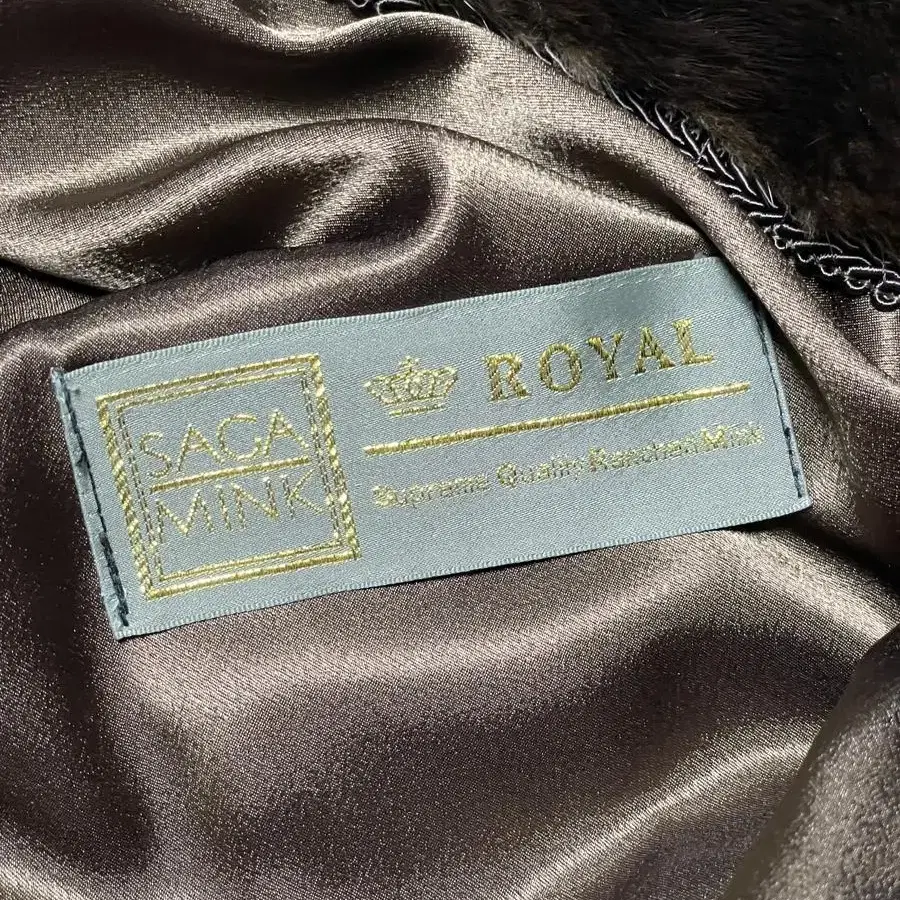 SAGA
MINK
ROYAL
Supreme Quality Ranched Mink